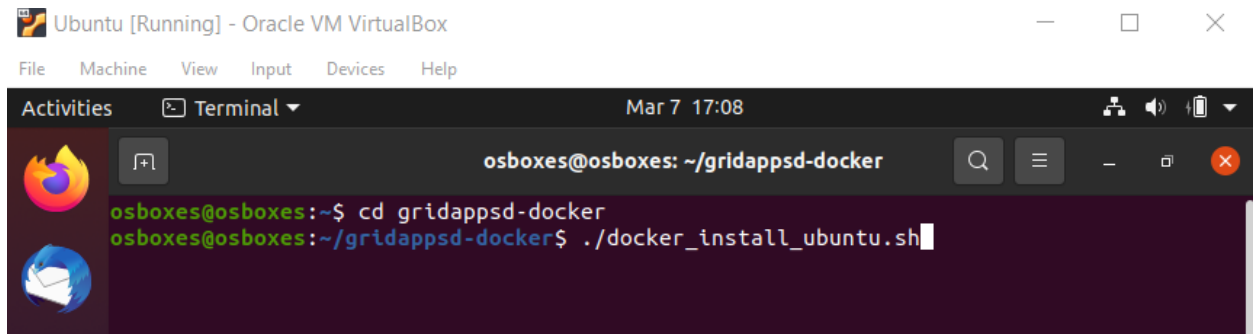 Ubuntu [Running] - Oracle VM VirtualBox
File Machine View Input Devices Help
Activities Terminal Mar 7 17:08
osboxes@osboxes: ~/gridappsd-docker
osboxes@osboxes:~$ cd gridappsd-docker
osboxes@osboxes:~/gridappsd-docker$ ./docker_install_ubuntu.sh